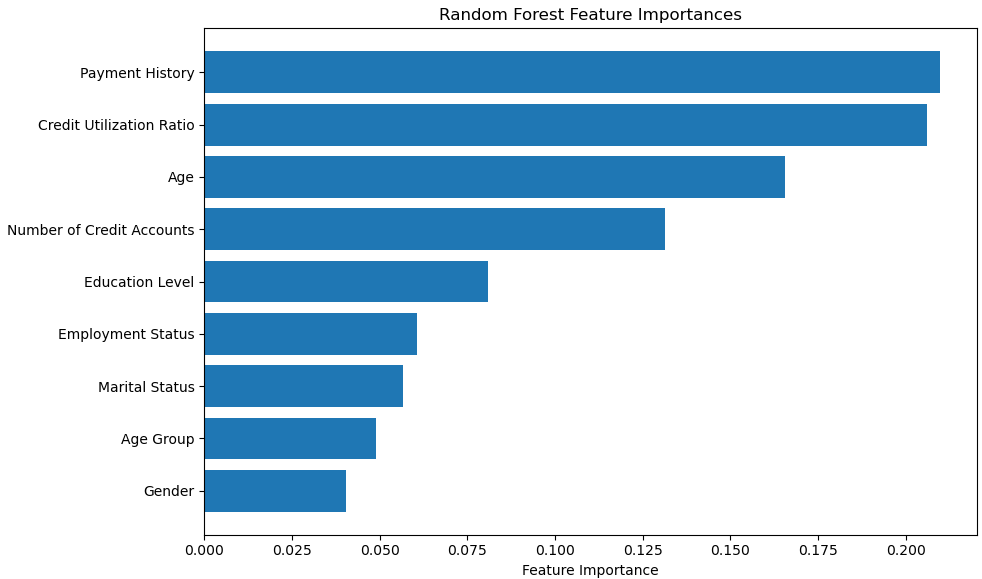 Random Forest Feature Importances
Payment History
Credit Utilization Ratio
Age
Number of Credit Accounts
Education Level
Employment Status
Marital Status
Age Group
Gender
0.000 0.025 0.050 0.075 0.100 0.125 0.150 0.175 0.200
Feature Importance